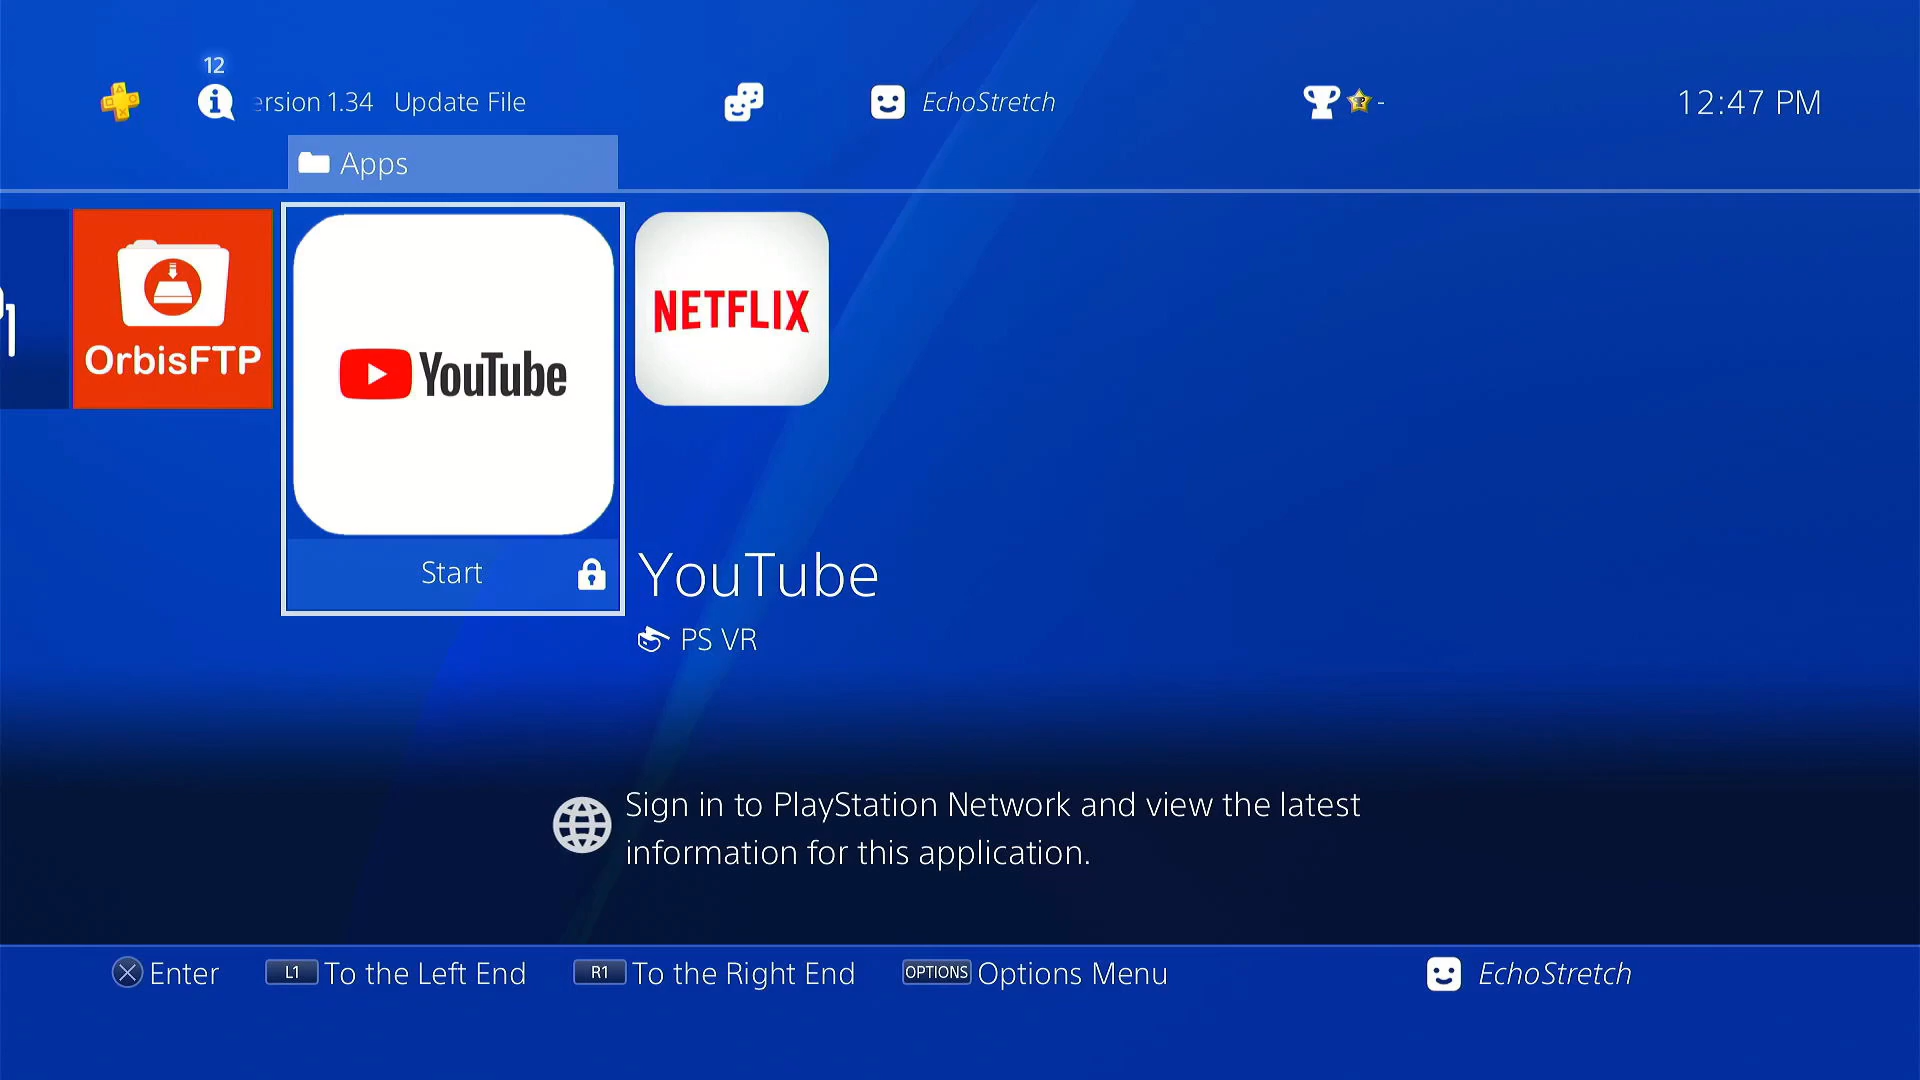 12
ersion 1.34 Update File
EchoStretch
-
12:47 PM
Apps
OrbisFTP
YouTube
NETFLIX
Start
YouTube
PS VR
Sign in to PlayStation Network and view the latest
information for this application.
Enter
L1 To the Left End
R1 To the Right End
OPTIONS Options Menu
EchoStretch